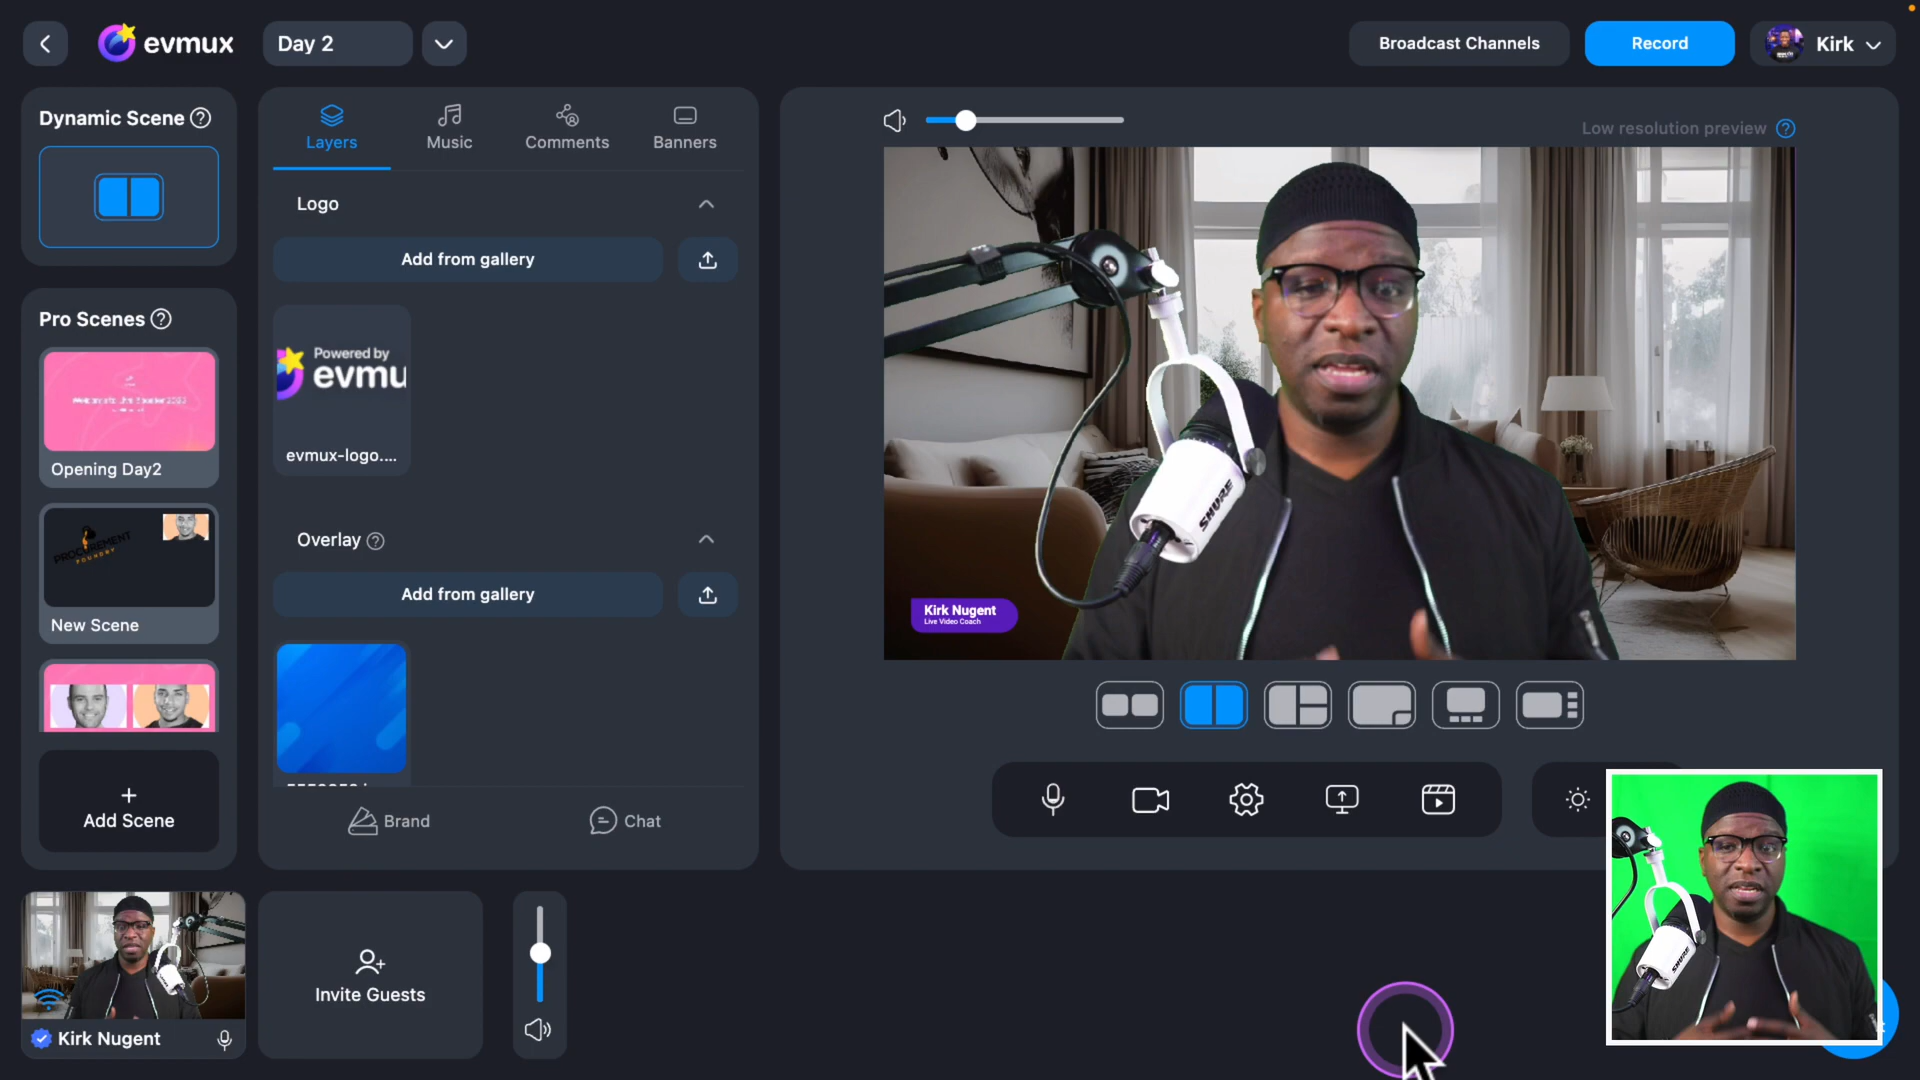 evmux
Day 2
Broadcast Channels
Record
Kirk
Dynamic Scene
Layers
Music
Comments
Banners
Low resolution preview
Logo
Add from gallery
Powered by
evmu
evmux-logo....
Pro Scenes
Opening Day2
PROCUREMENT
FOUNDRY
New Scene
Add Scene
Overlay
Add from gallery
Brand
Chat
SHURE
Kirk Nugent
Live Video Coach
Kirk Nugent
Invite Guests